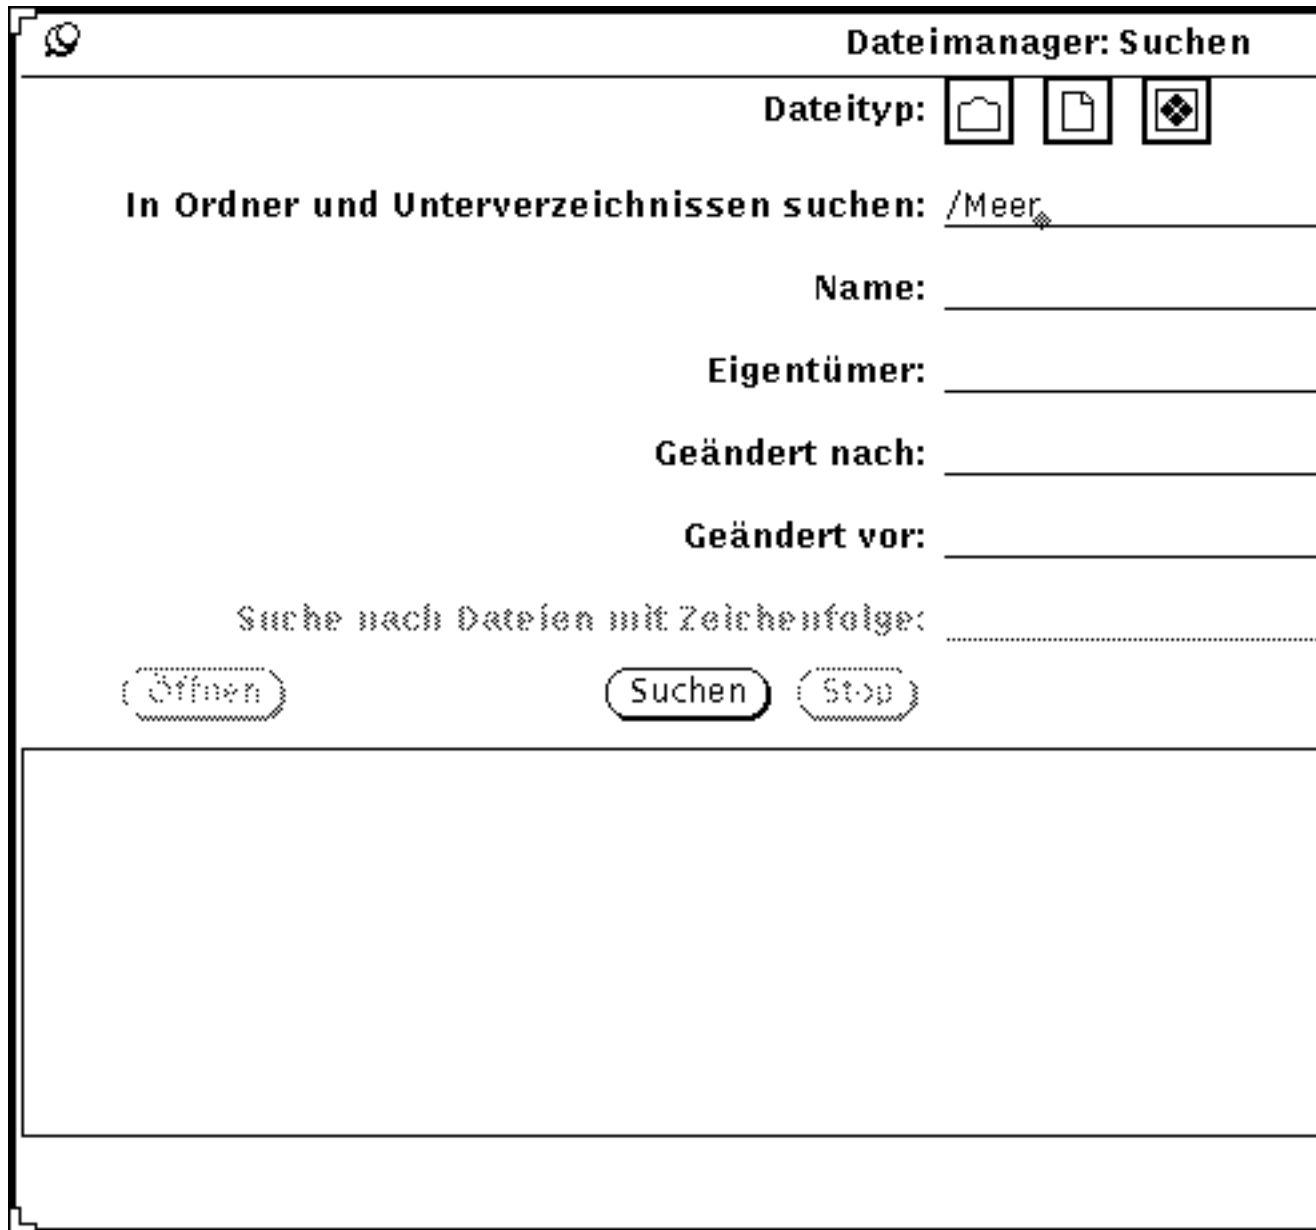 Dateimanager: Suchen
Dateityp:
In Ordner und Unterverzeichnissen suchen: /Meer
Name:
Eigentümer:
Geändert nach:
Geändert vor:
Suche nach Dateien mit Zeichenfolge:
Öffnen Suchen Stop